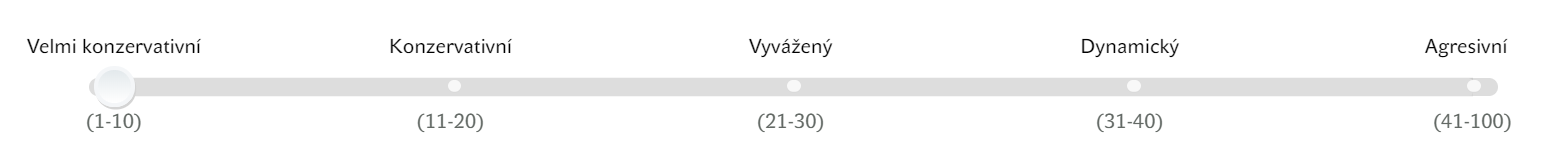 Velmi konzervativní Konzervativní Vyvážený Dynamický Agresivní
(1-10) (11-20) (21-30) (31-40) (41-100)